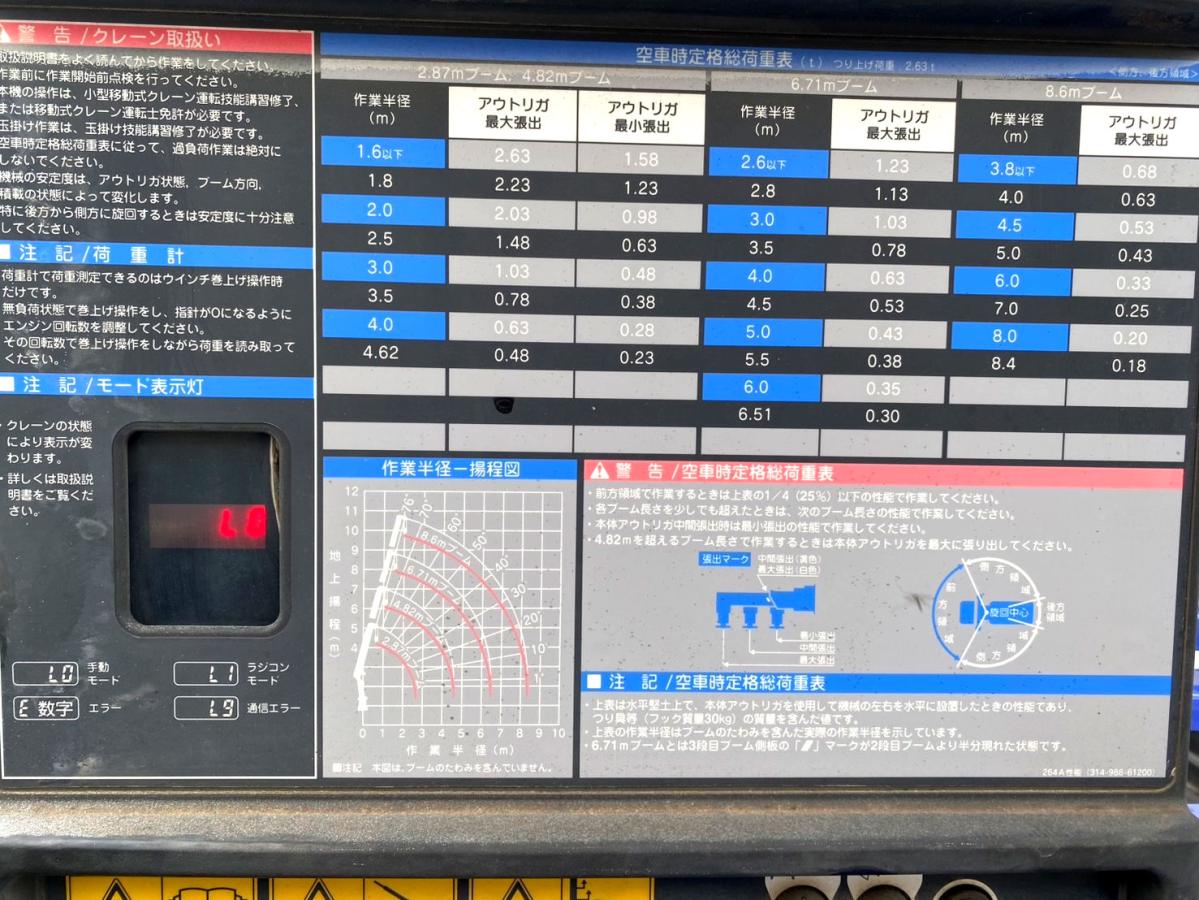 警 告 / クレーン取扱い
取扱説明書をよく読んでから作業をしてください。
作業前に作業開始前点検を行ってください。
本機の操作は、小型移動式クレーン運転技能講習修了、
または移動式クレーン運転士免許が必要です。
玉掛け作業は、玉掛け技能講習修了が必要です。
空車時定格総荷重表に従って、過負荷作業は絶対に
しないでください。
機械の安定度は、アウトリガ状態、ブーム方向、
積載の状態によって変化します。
特に後方から側方に旋回するときは安定度に十分注意
してください。
■ 注 記 / 荷 重 計
荷重計で荷重測定できるのはウインチ巻上げ操作時
だけです。
無負荷状態で巻上げ操作をし、指針が0になるように
エンジン回転数を調整してください。
その回転数で巻上げ操作をしながら荷重を読み取って
ください。
■ 注 記 / モード表示灯
・クレーンの状態
により表示が変
わります。
・詳しくは取扱説
明書をご覧くだ
さい。
L0
L0 手動モード L1 ラジコンモード
E 数字 エラー L9 通信エラー
空車時定格総荷重表 (t) つり上げ荷重 2.63t
<側方、後方領域>
2.87mブーム, 4.82mブーム 6.71mブーム 8.6mブーム
作業半径(m) アウトリガ最大張出 アウトリガ最小張出 作業半径(m) アウトリガ最大張出 作業半径(m) アウトリガ最大張出
1.6以下 2.63 1.58 2.6以下 1.23 3.8以下 0.68
1.8 2.23 1.23 2.8 1.13 4.0 0.63
2.0 2.03 0.98 3.0 1.03 4.5 0.53
2.5 1.48 0.63 3.5 0.78 5.0 0.43
3.0 1.03 0.48 4.0 0.63 6.0 0.33
3.5 0.78 0.38 4.5 0.53 7.0 0.25
4.0 0.63 0.28 5.0 0.43 8.0 0.20
4.62 0.48 0.23 5.5 0.38 8.4 0.18
6.0 0.35
6.51 0.30
作業半径ー揚程図
12
11
10
9
8
7
6
5
4
地上揚程(m)
76° 70° 60° 50° 40° 30° 20° 10° 1°
8.6mブーム
6.71mブーム
4.82mブーム
2.87mブーム
0 1 2 3 4 5 6 7 8 9 10
作 業 半 径 (m)
■注記 本図は、ブームのたわみを含んでいません。
警 告 / 空車時定格総荷重表
・前方領域で作業するときは上表の1/4(25%)以下の性能で作業してください。
・各ブーム長さを少しでも超えたときは、次のブーム長さの性能で作業してください。
・本体アウトリガ中間張出時は最小張出の性能で作業してください。
・4.82mを超えるブーム長さで作業するときは本体アウトリガを最大に張り出してください。
張出マーク 中間張出(黄色)
最大張出(白色)
最小張出
中間張出
最大張出
側 方 領 域
前 方 領 域
旋回中心
後方領域
側 方 領 域
■ 注 記 / 空車時定格総荷重表
・上表は水平堅土上で、本体アウトリガを使用して機械の左右を水平に設置したときの性能であり、
つり具等(フック質量30kg)の質量を含んだ値です。
・上表の作業半径はブームのたわみを含んだ実際の作業半径を示しています。
・6.71mブームとは3段目ブーム側板の「」マークが2段目ブームより半分現れた状態です。
264A性能 (314-988-61200)